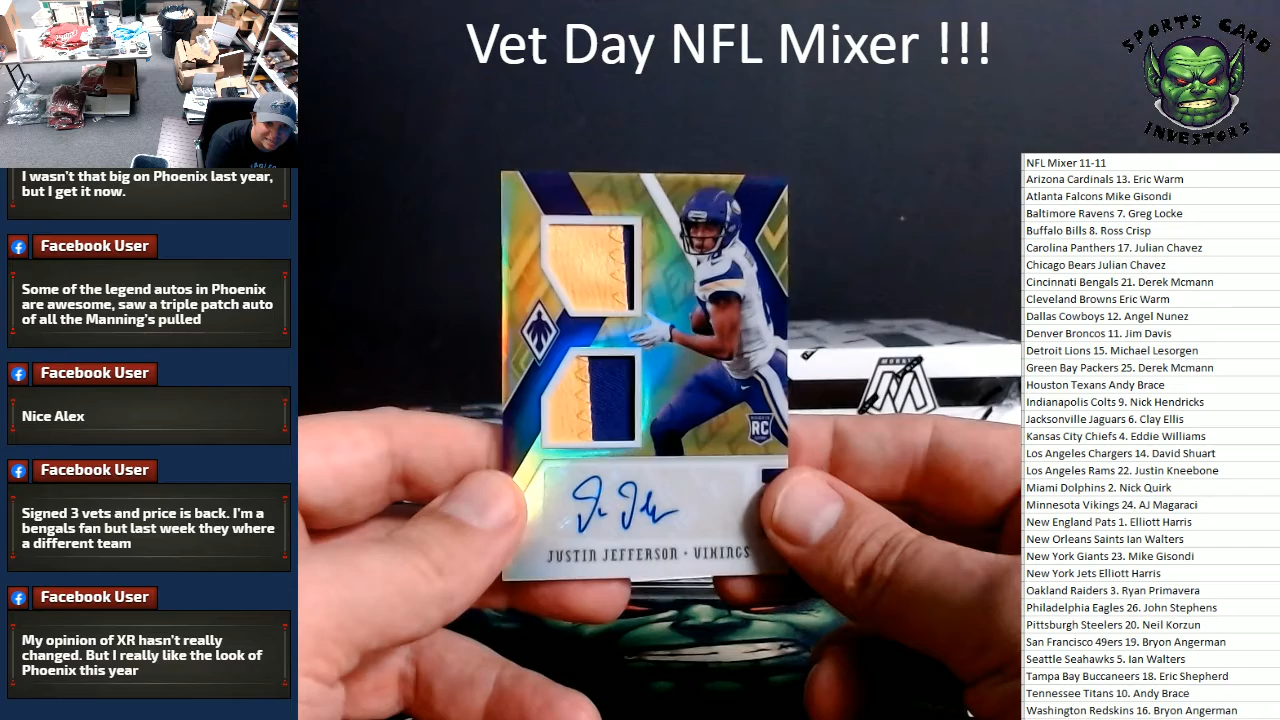 Vet Day NFL Mixer !!!
SPORTS CARD
INVESTORS
I wasn't that big on Phoenix last year,
but I get it now.
Facebook User
Some of the legend autos in Phoenix
are awesome, saw a triple patch auto
of all the Manning's pulled
Facebook User
Nice Alex
Facebook User
Signed 3 vets and price is back. I'm a
bengals fan but last week they where
a different team
Facebook User
My opinion of XR hasn't really
changed. But I really like the look of
Phoenix this year
RC
JUSTIN JEFFERSON • VIKINGS
NFL Mixer 11-11
Arizona Cardinals 13. Eric Warm
Atlanta Falcons Mike Gisondi
Baltimore Ravens 7. Greg Locke
Buffalo Bills 8. Ross Crisp
Carolina Panthers 17. Julian Chavez
Chicago Bears Julian Chavez
Cincinnati Bengals 21. Derek Mcmann
Cleveland Browns Eric Warm
Dallas Cowboys 12. Angel Nunez
Denver Broncos 11. Jim Davis
Detroit Lions 15. Michael Lesorgen
Green Bay Packers 25. Derek Mcmann
Houston Texans Andy Brace
Indianapolis Colts 9. Nick Hendricks
Jacksonville Jaguars 6. Clay Ellis
Kansas City Chiefs 4. Eddie Williams
Los Angeles Chargers 14. David Shuart
Los Angeles Rams 22. Justin Kneebone
Miami Dolphins 2. Nick Quirk
Minnesota Vikings 24. AJ Magaraci
New England Pats 1. Elliott Harris
New Orleans Saints Ian Walters
New York Giants 23. Mike Gisondi
New York Jets Elliott Harris
Oakland Raiders 3. Ryan Primavera
Philadelphia Eagles 26. John Stephens
Pittsburgh Steelers 20. Neil Korzun
San Francisco 49ers 19. Bryon Angerman
Seattle Seahawks 5. Ian Walters
Tampa Bay Buccaneers 18. Eric Shepherd
Tennessee Titans 10. Andy Brace
Washington Redskins 16. Bryon Angerman